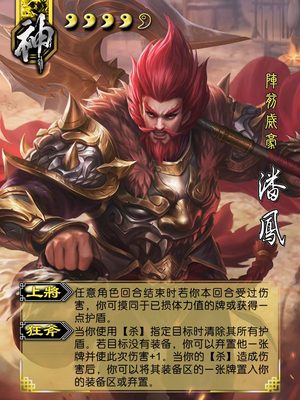 神
陣芴威豪
潘鳳
上將
任意角色回合结束时若你本回合受过伤
害，你可摸同于已损体力值的牌或获得一
点护盾。
狂斧
当你使用【杀】指定目标时清除其所有护
盾。若目标没有装备，你可以弃置他一张
牌并使此次伤害+1。当你的【杀】造成伤
害后，你可以将其装备区的一张牌置入你
的装备区或弃置。